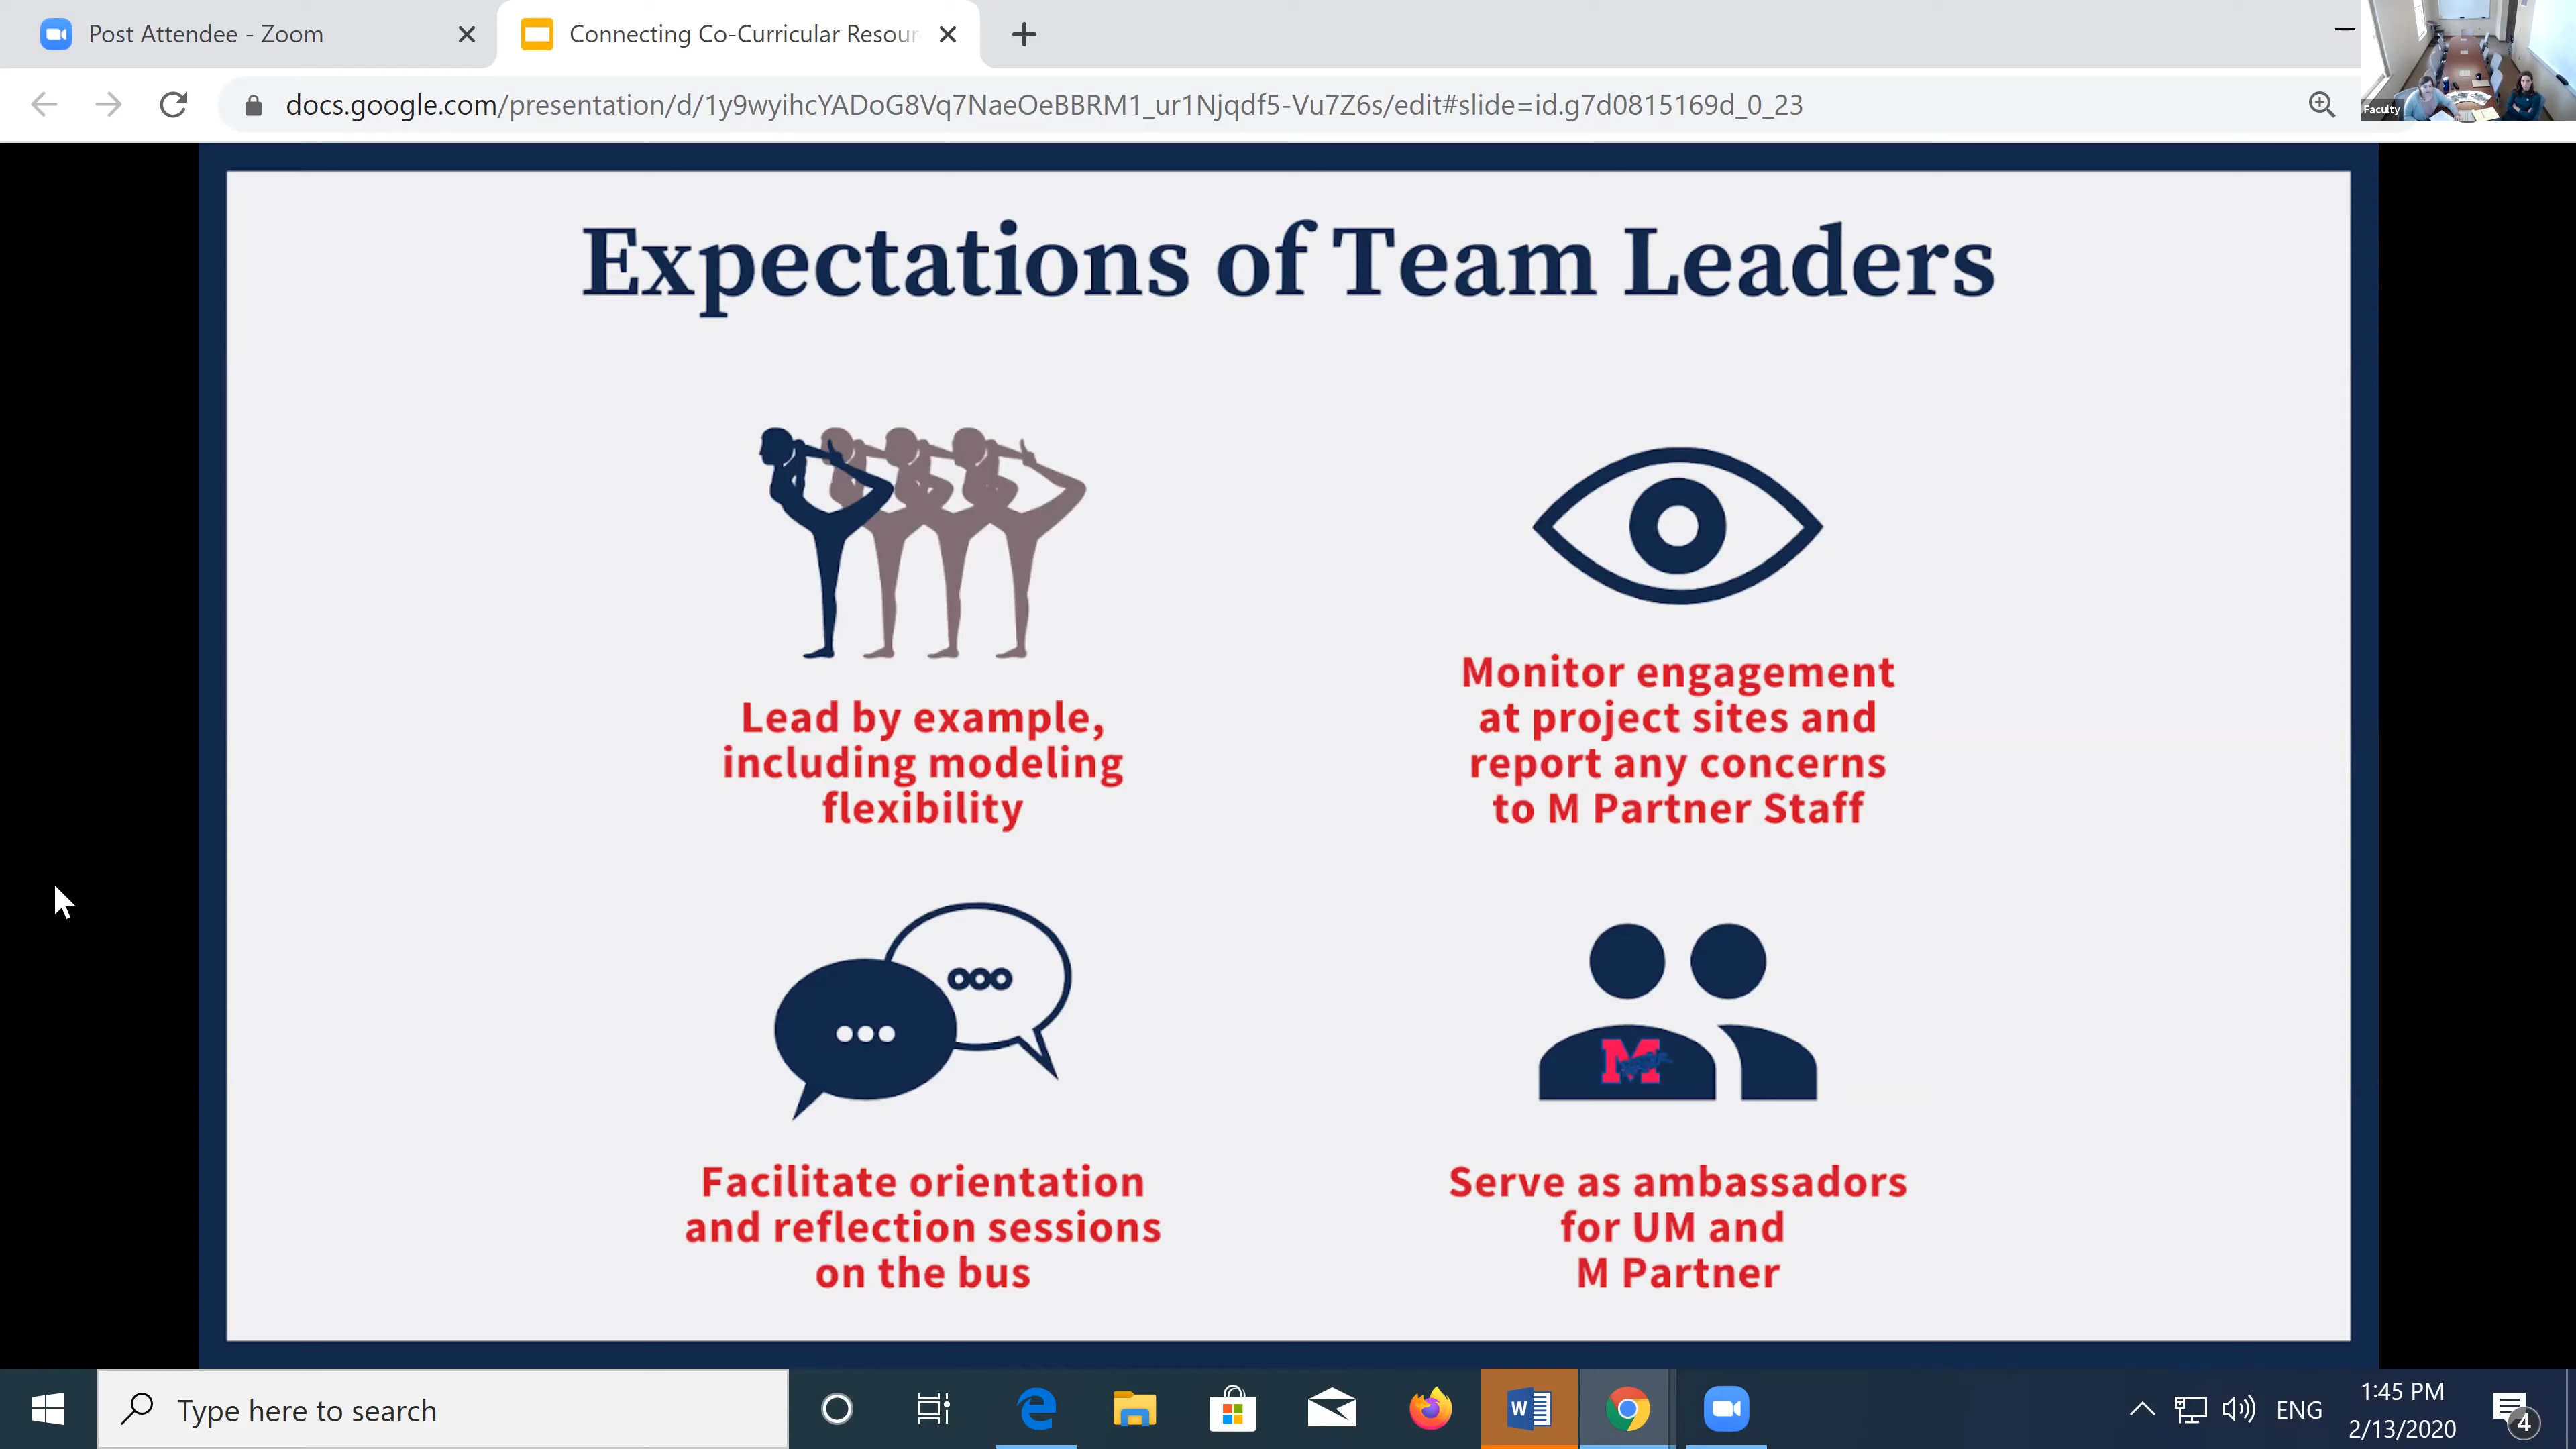 Post Attendee - Zoom
Connecting Co-Curricular Resour
docs.google.com/presentation/d/1y9wyihcYADoG8Vq7NaeOeBBRM1_ur1Njqdf5-Vu7Z6s/edit#slide=id.g7d0815169d_0_23
Faculty
Expectations of Team Leaders
Lead by example,
including modeling
flexibility
Monitor engagement
at project sites and
report any concerns
to M Partner Staff
M
Facilitate orientation
and reflection sessions
on the bus
Serve as ambassadors
for UM and
M Partner
Type here to search
W
ENG
1:45 PM
2/13/2020
4